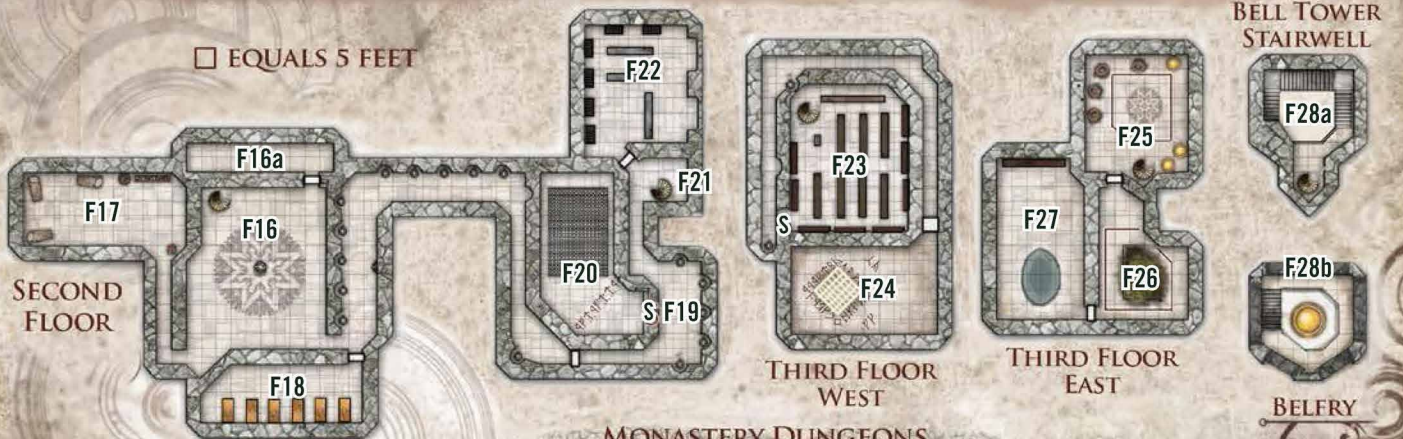 BELL TOWER
STAIRWELL
EQUALS 5 FEET
F22
F28a
F16a
F25
F23
F21
F17
F16
S
F27
F20
S F19
F24
F26
F28b
SECOND
FLOOR
F18
THIRD FLOOR
WEST
THIRD FLOOR
EAST
BELFRY
MONASTERY DUNGEONS